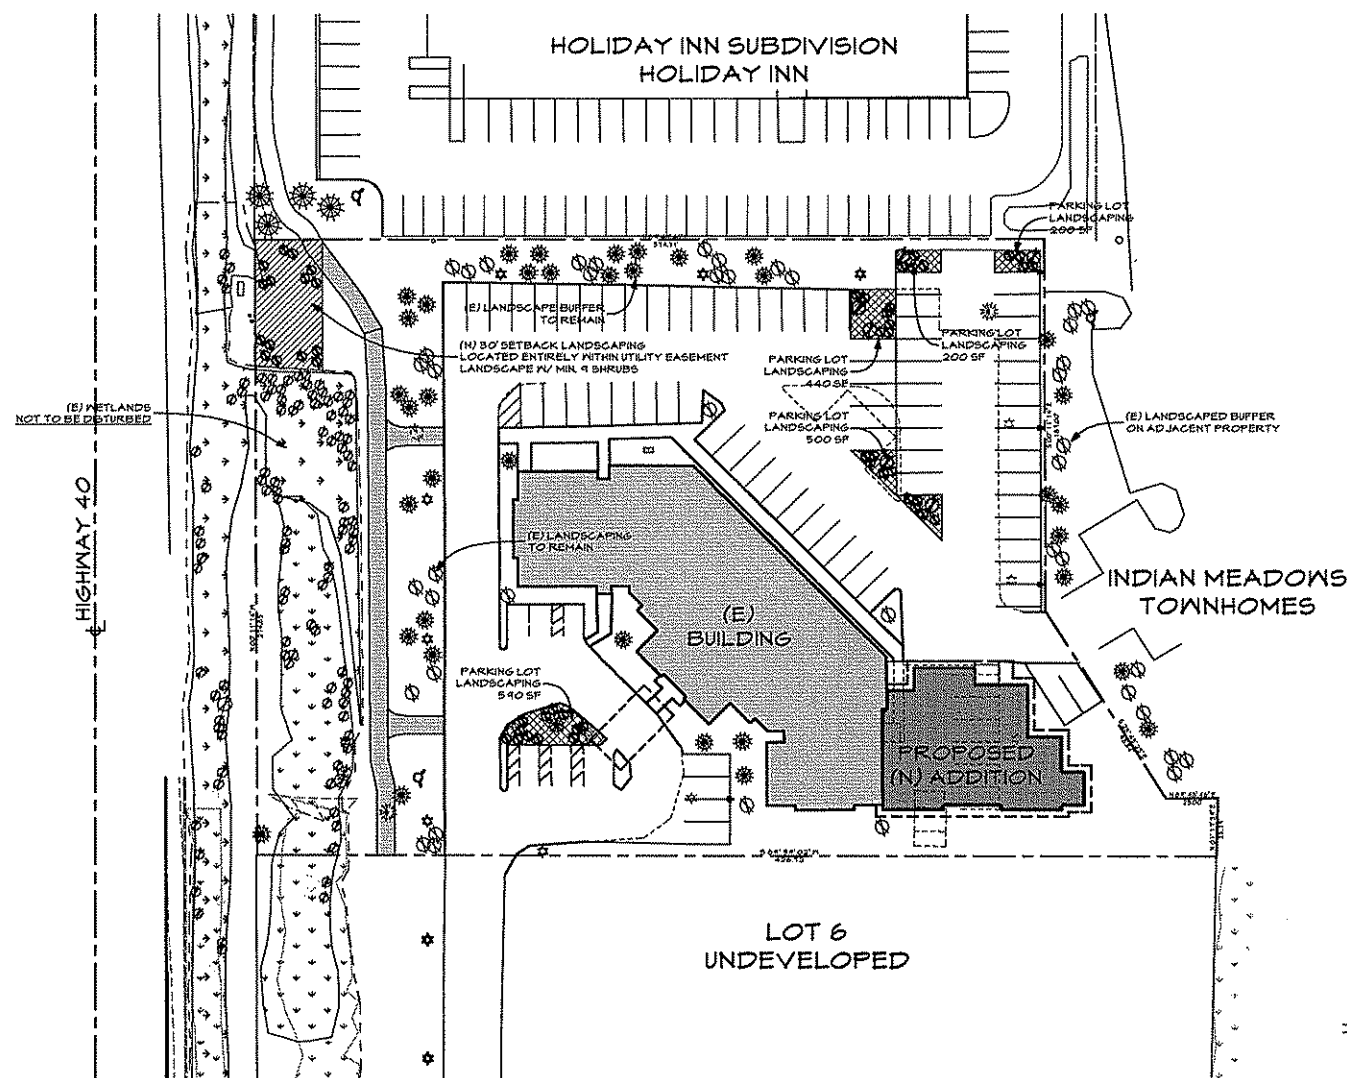 HOLIDAY INN SUBDIVISION
HOLIDAY INN
PARKING LOT
LANDSCAPING
200 SF
(E) LANDSCAPE BUFFER
TO REMAIN
(N) 30' SETBACK LANDSCAPING
LOCATED ENTIRELY WITHIN UTILITY EASEMENT
LANDSCAPE W/ MIN. 9 SHRUBS
PARKING LOT
LANDSCAPING
200 SF
PARKING LOT
LANDSCAPING
440 SF
PARKING LOT
LANDSCAPING
500 SF
(E) WETLANDS
NOT TO BE DISTURBED
(E) LANDSCAPED BUFFER
ON ADJACENT PROPERTY
HIGHWAY 40
(E) LANDSCAPING
TO REMAIN
INDIAN MEADOWS
TOWNHOMES
(E)
BUILDING
PARKING LOT
LANDSCAPING
590 SF
PROPOSED
(N) ADDITION
LOT 6
UNDEVELOPED